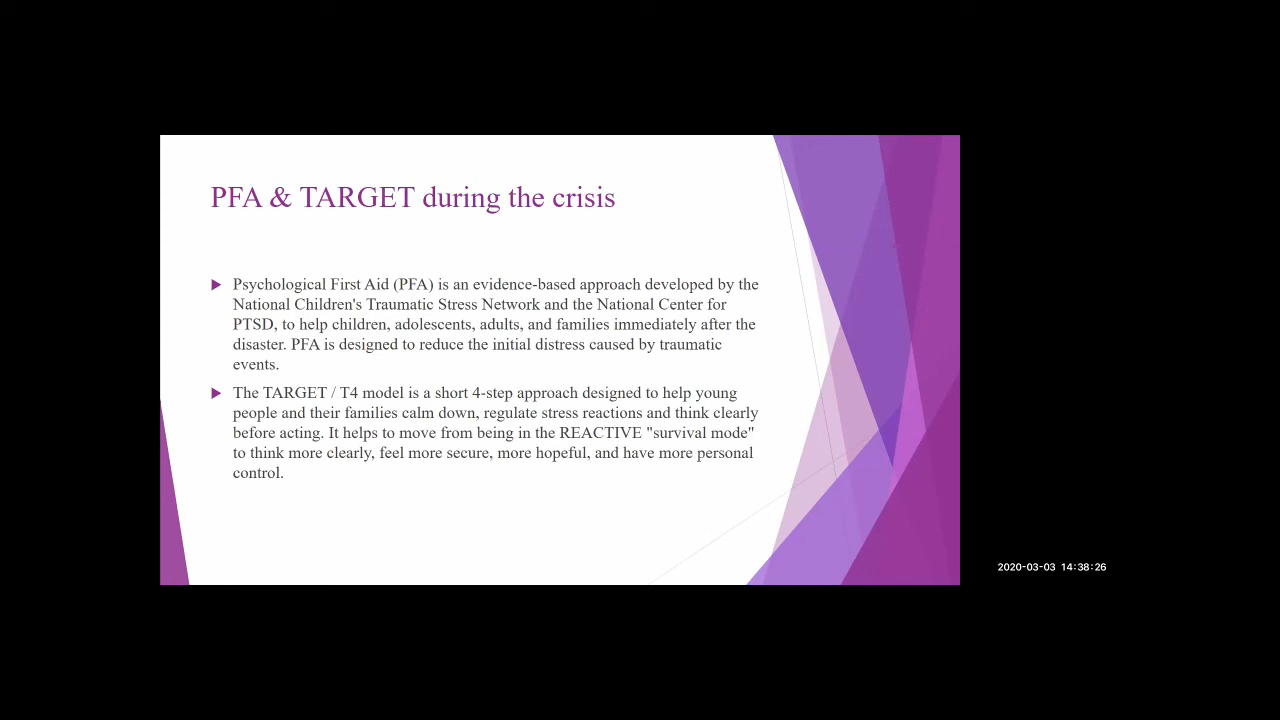 PFA & TARGET during the crisis
Psychological First Aid (PFA) is an evidence-based approach developed by the
National Children's Traumatic Stress Network and the National Center for
PTSD, to help children, adolescents, adults, and families immediately after the
disaster. PFA is designed to reduce the initial distress caused by traumatic
events.
The TARGET / T4 model is a short 4-step approach designed to help young
people and their families calm down, regulate stress reactions and think clearly
before acting. It helps to move from being in the REACTIVE "survival mode"
to think more clearly, feel more secure, more hopeful, and have more personal
control.
2020-03-03 14:38:26